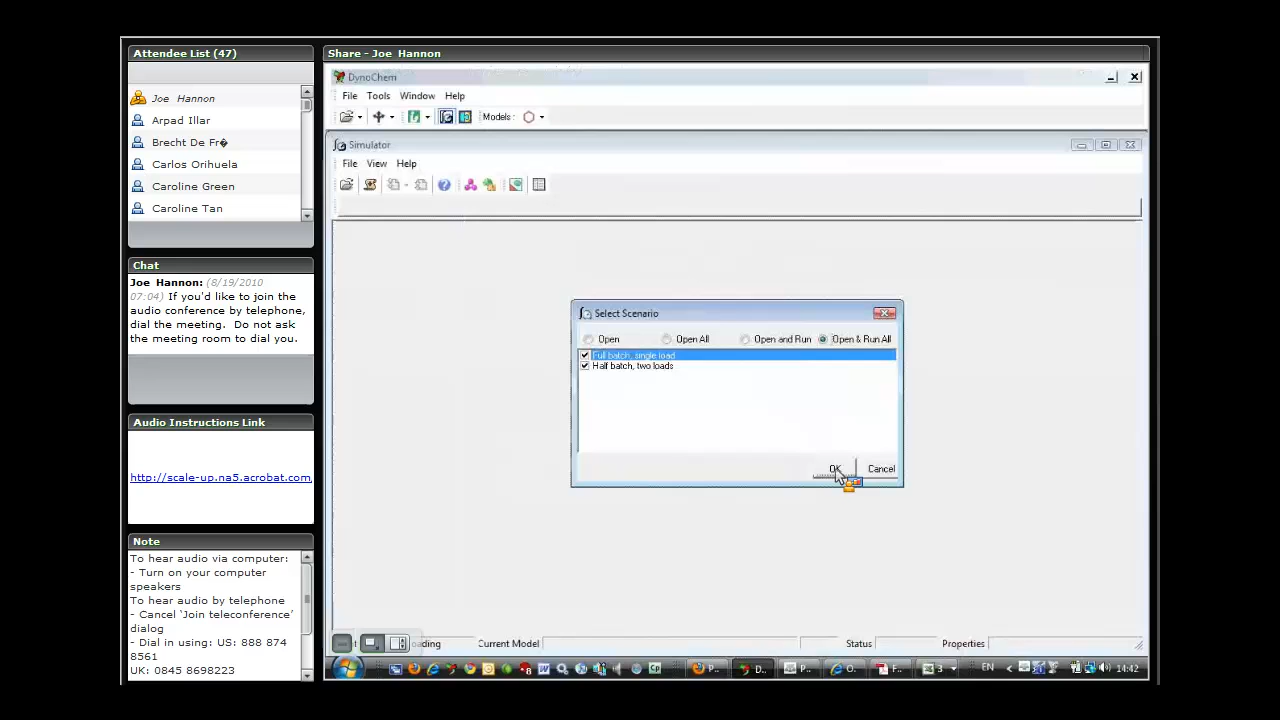 Attendee List (47)
Joe Hannon
Arpad Illar
Brecht De Fr�
Carlos Orihuela
Caroline Green
Caroline Tan
Chat
Joe Hannon: (8/19/2010
07:04) If you'd like to join the
audio conference by telephone,
dial the meeting. Do not ask
the meeting room to dial you.
Audio Instructions Link
http://scale-up.na5.acrobat.com
Note
To hear audio via computer:
- Turn on your computer
speakers
To hear audio by telephone
- Cancel 'Join teleconference'
dialog
- Dial in using: US: 888 874
8561
UK: 0845 8698223
Share - Joe Hannon
DynoChem
File Tools Window Help
Models:
Simulator
File View Help
Select Scenario
Open Open All Open and Run Open & Run All
Full batch, single load
Half batch, two loads
OK Cancel
oading Current Model Status Properties
P... D... P... O... F... 3 EN 14:42